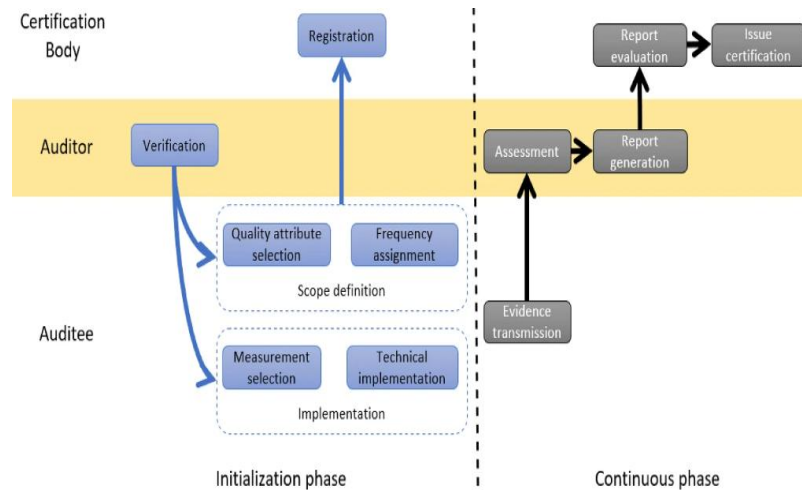 Certification
Body
Registration
Report
evaluation
Issue
certification
Auditor
Verification
Assessment
Report
generation
Quality attribute
selection
Frequency
assignment
Scope definition
Auditee
Evidence
transmission
Measurement
selection
Technical
implementation
Implementation
Initialization phase
Continuous phase